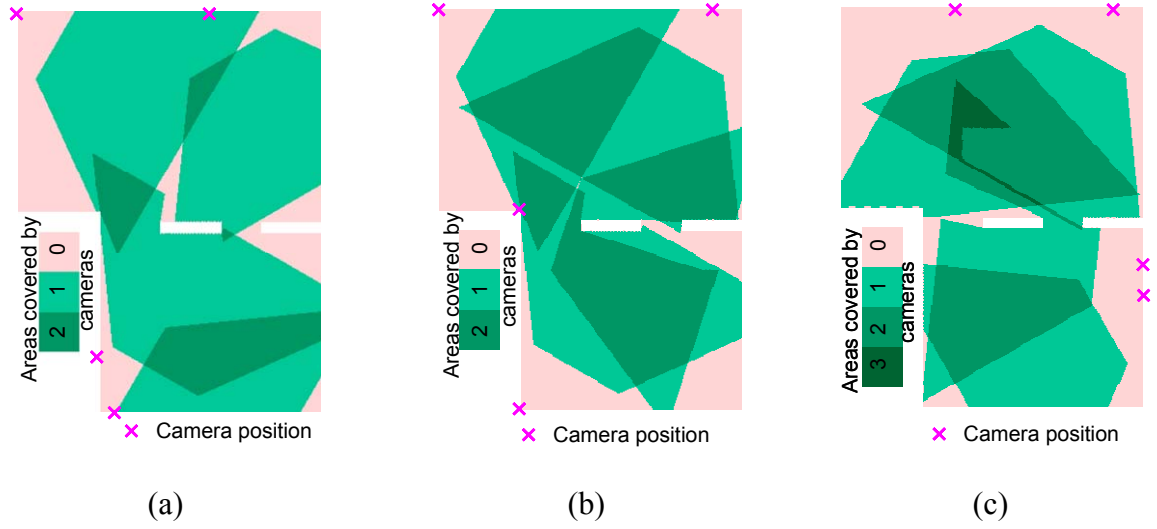 Areas covered by
cameras
0
1
2
Camera position
(a)
Areas covered by
cameras
0
1
2
Camera position
(b)
Areas covered by
cameras
0
1
2
3
Camera position
(c)